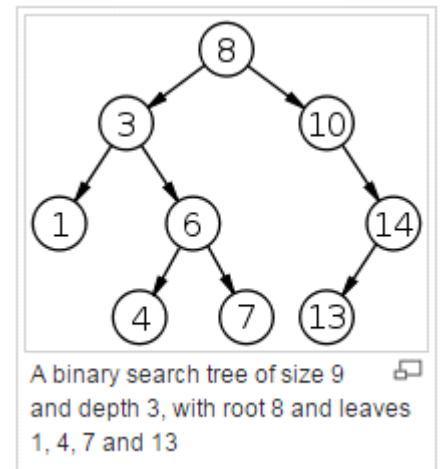 8
3 10
1 6 14
4 7 13
A binary search tree of size 9
and depth 3, with root 8 and leaves
1, 4, 7 and 13